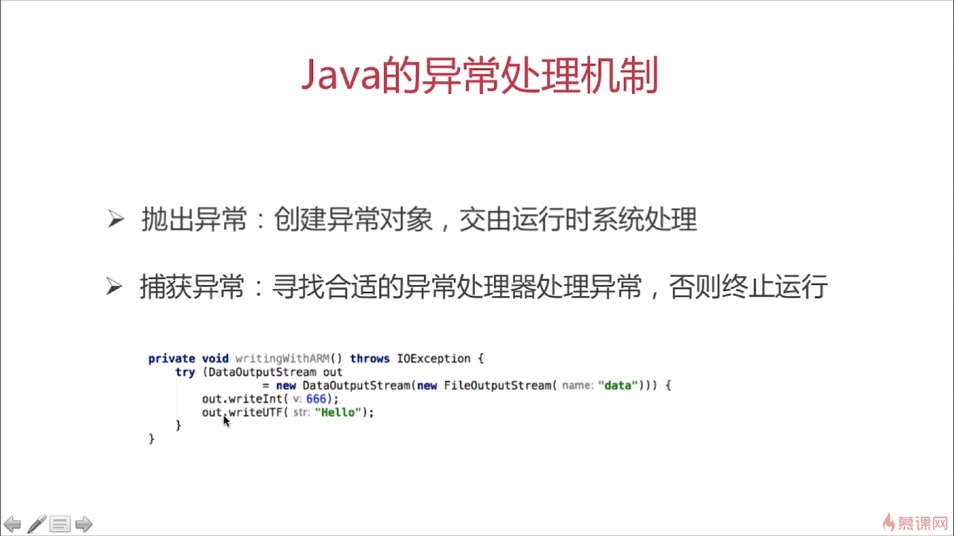 Java的异常处理机制
抛出异常：创建异常对象，交由运行时系统处理
捕获异常：寻找合适的异常处理器处理异常，否则终止运行
private void writingWithARM() throws IOException {
try (DataOutputStream out
= new DataOutputStream(new FileOutputStream( name: "data"))) {
out.writeInt( v: 666);
out.writeUTF( str: "Hello");
}
}
慕课网